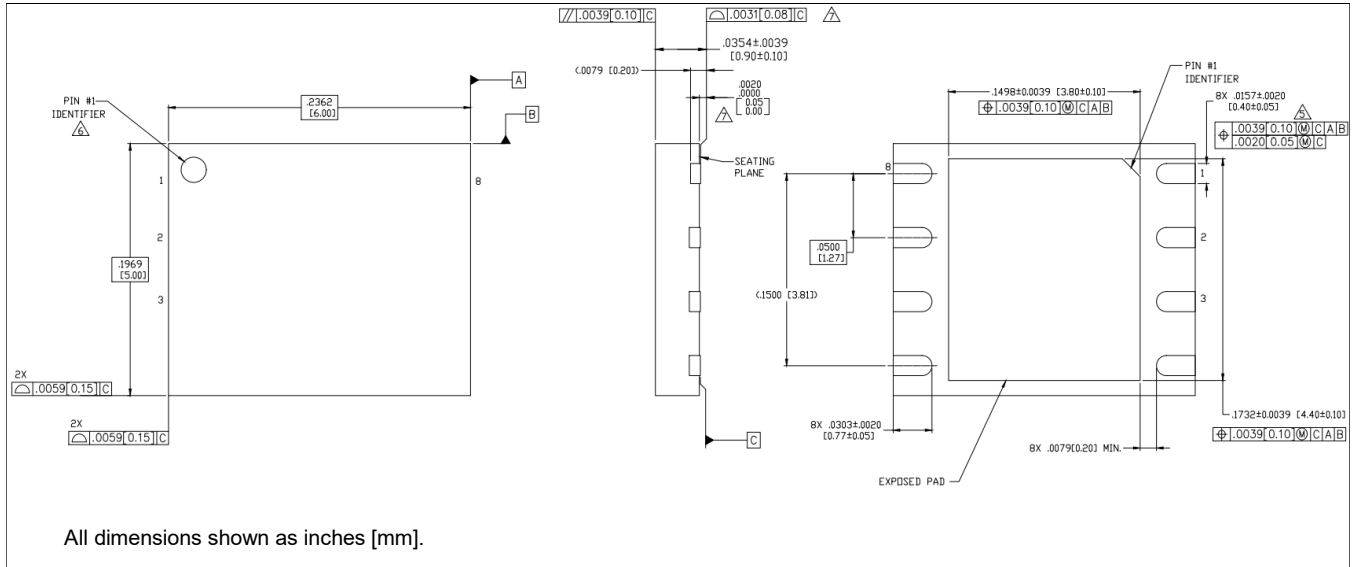 // .0039[0.10] C
⌓ .0031[0.08] C
7
.0354±.0039
[0.90±0.10]
(.0079 [0.20])
.0020
.0000
[0.05
0.00]
7
SEATING
PLANE
C
A
B
.2362
[6.00]
PIN #1
IDENTIFIER
6
1
2
3
8
.1969
[5.00]
2X
⌓ .0059[0.15] C
2X
⌓ .0059[0.15] C
PIN #1
IDENTIFIER
.1498±0.0039 [3.80±0.10]
⌖ .0039[0.10] Ⓜ C A B
8X .0157±.0020
[0.40±0.05]
5
⌖ .0039[0.10] Ⓜ C A B
.0020[0.05] Ⓜ C
8
1
2
3
.0500
[1.27]
(.1500 [3.81])
8X .0303±.0020
[0.77±0.05]
8X .0079[0.20] MIN.
.1732±0.0039 [4.40±0.10]
⌖ .0039[0.10] Ⓜ C A B
EXPOSED PAD
All dimensions shown as inches [mm].